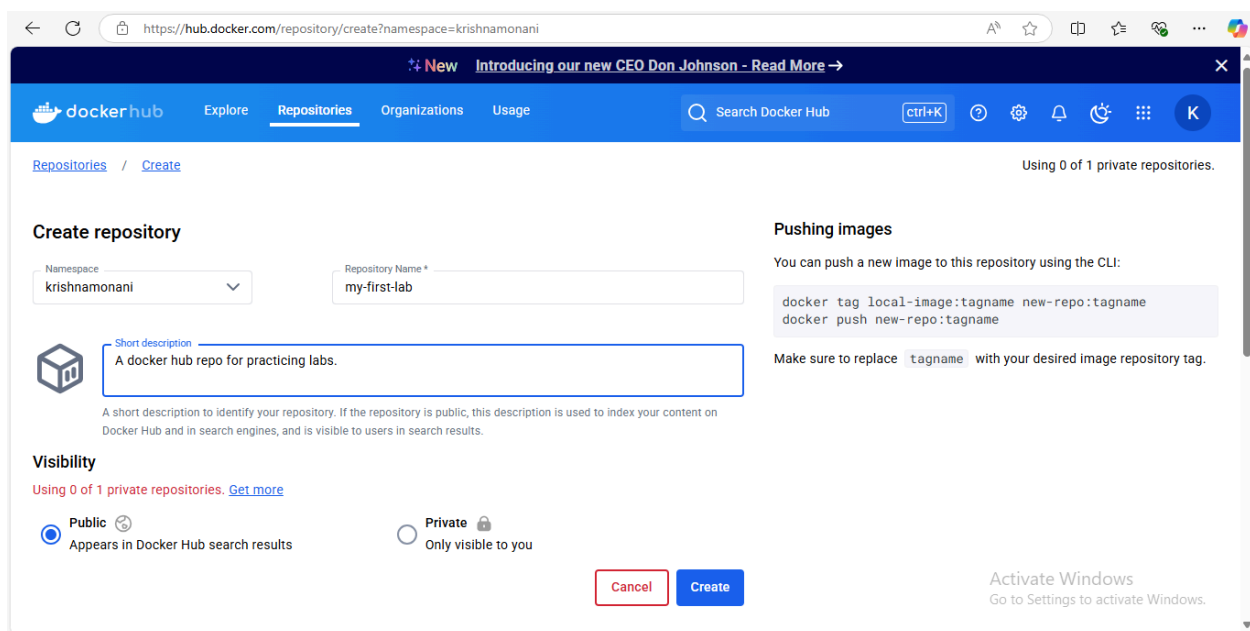 https://hub.docker.com/repository/create?namespace=krishnamonani
New Introducing our new CEO Don Johnson - Read More →
dockerhub Explore Repositories Organizations Usage Search Docker Hub ctrl+K K
Repositories / Create Using 0 of 1 private repositories.
Create repository
Namespace
krishnamonani
Repository Name *
my-first-lab
Short description
A docker hub repo for practicing labs.
A short description to identify your repository. If the repository is public, this description is used to index your content on
Docker Hub and in search engines, and is visible to users in search results.
Visibility
Using 0 of 1 private repositories. Get more
Public
Appears in Docker Hub search results
Private
Only visible to you
Cancel Create
Pushing images
You can push a new image to this repository using the CLI:
docker tag local-image:tagname new-repo:tagname
docker push new-repo:tagname
Make sure to replace tagname with your desired image repository tag.
Activate Windows
Go to Settings to activate Windows.